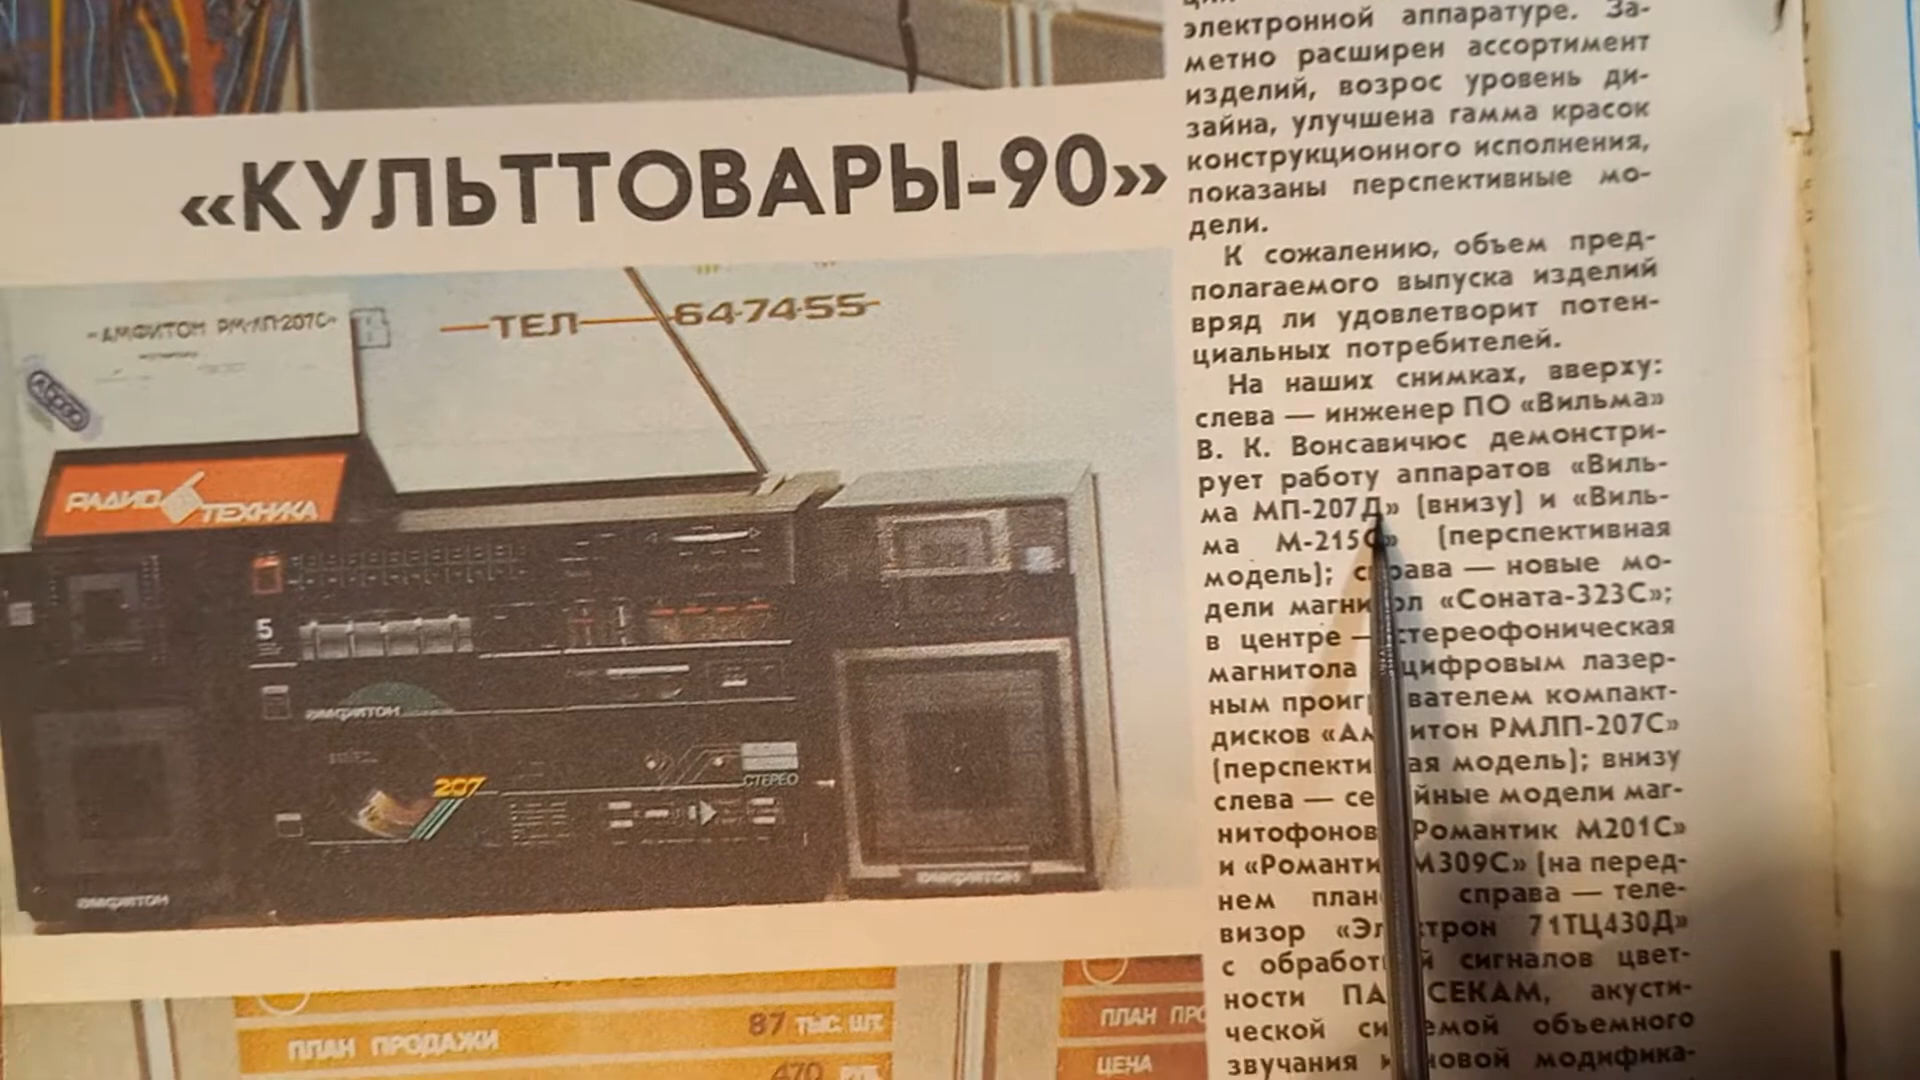 «КУЛЬТТОВАРЫ-90»
«АМФИТОН РМ-ЛП-207С»
ТЕЛ 64-74-55
РАДИОТЕХНИКА
5
амфитон
207
СТЕРЕО
амфитон
амфитон
ПЛАН ПРОДАЖИ 87 ТЫС. ШТ.
470
ПЛАН ПРО
ЦЕНА
электронной аппаратуре. За-
метно расширен ассортимент
изделий, возрос уровень ди-
зайна, улучшена гамма красок
конструкционного исполнения,
показаны перспективные мо-
дели.
К сожалению, объем пред-
полагаемого выпуска изделий
вряд ли удовлетворит потен-
циальных потребителей.
На наших снимках, вверху:
слева — инженер ПО «Вильма»
В. К. Вонсавичюс демонстри-
рует работу аппаратов «Виль-
ма МП-207Д» (внизу) и «Виль-
ма М-215С» (перспективная
модель); справа — новые мо-
дели магнитол «Соната-323С»;
в центре — стереофоническая
магнитола цифровым лазер-
ным проигрывателем компакт-
дисков «Амфитон РМЛП-207С»
(перспективная модель); внизу
слева — серийные модели маг-
нитофонов «Романтик М201С»
и «Романтик М309С» (на перед-
нем плане справа — теле-
визор «Электрон 71ТЦ430Д»
с обработкой сигналов цвет-
ности ПА СЕКАМ, акусти-
ческой системой объемного
звучания и новой модифика-